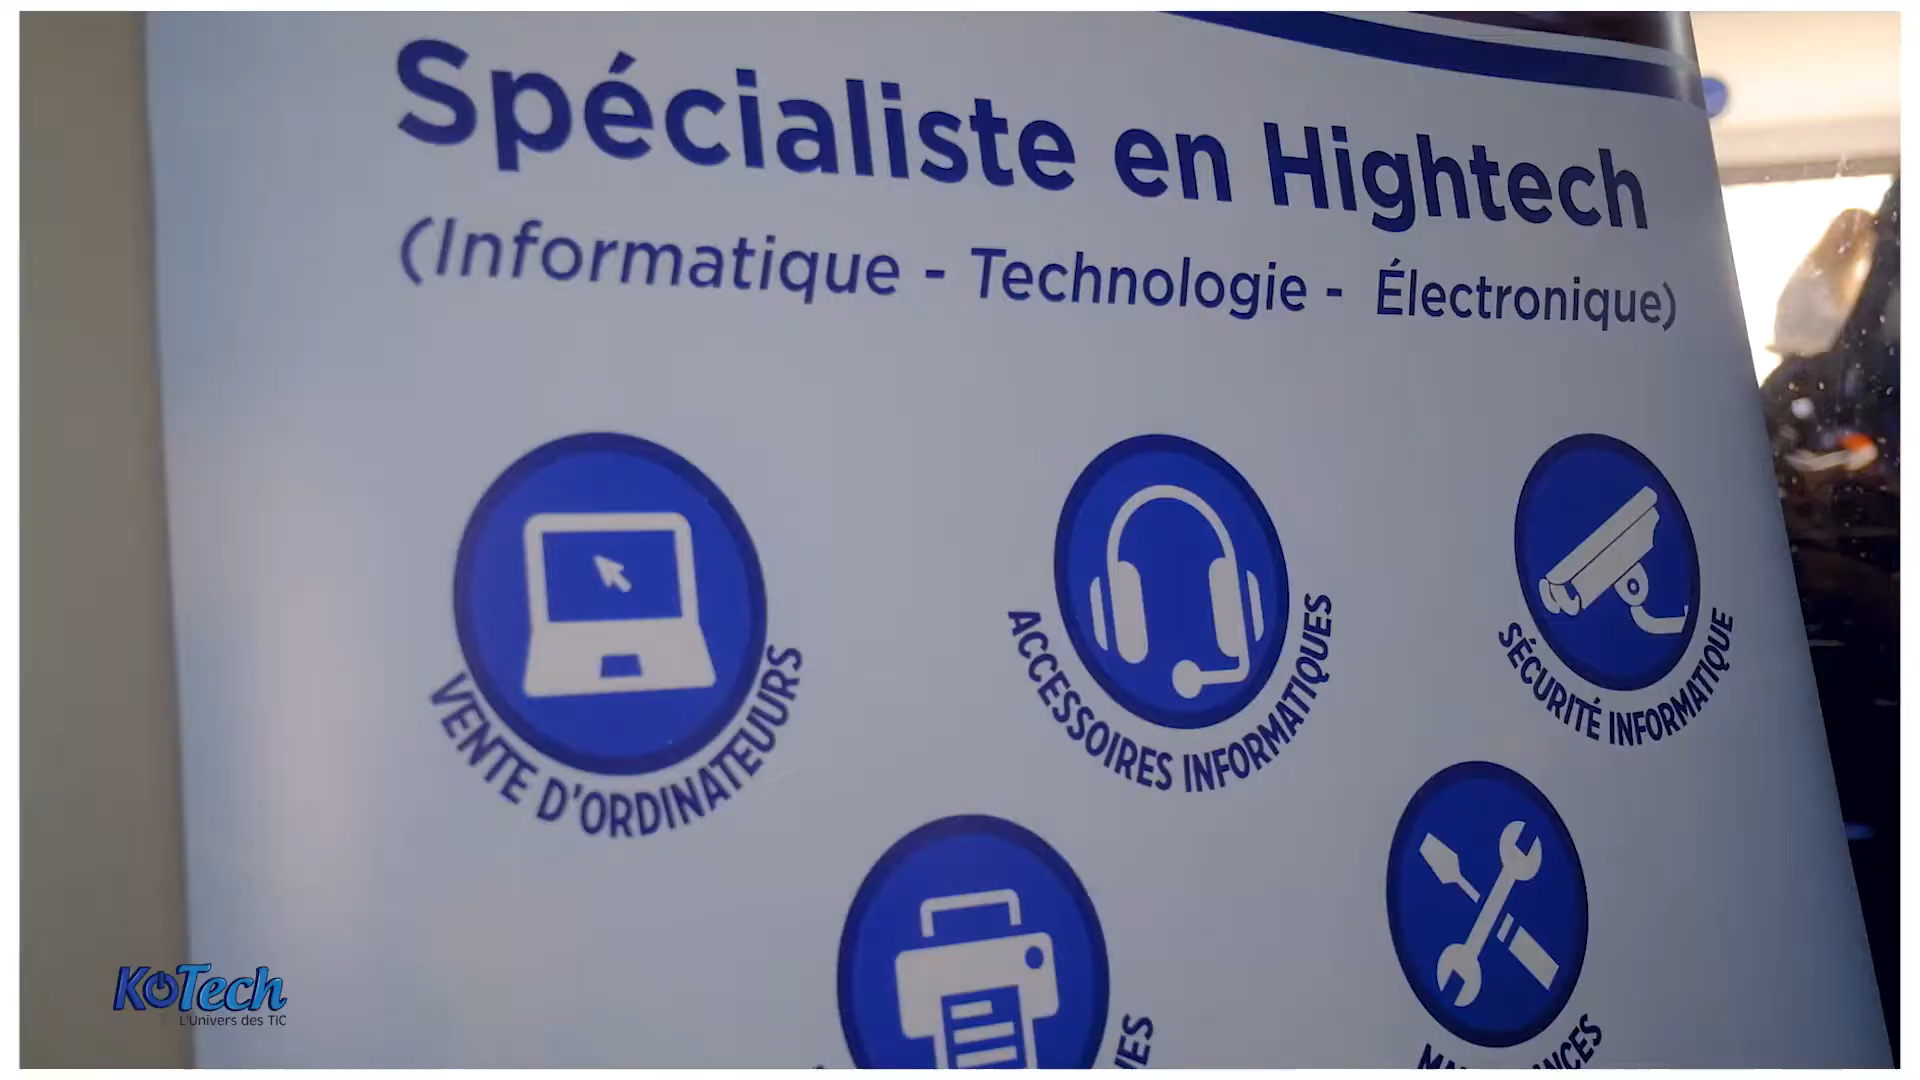 Spécialiste en Hightech
(Informatique - Technologie - Électronique)
VENTE D'ORDINATEUURS
ACCESSOIRES INFORMATIQUES
SÉCURITÉ INFORMATIQUE
KoTech
L'Univers des TIC